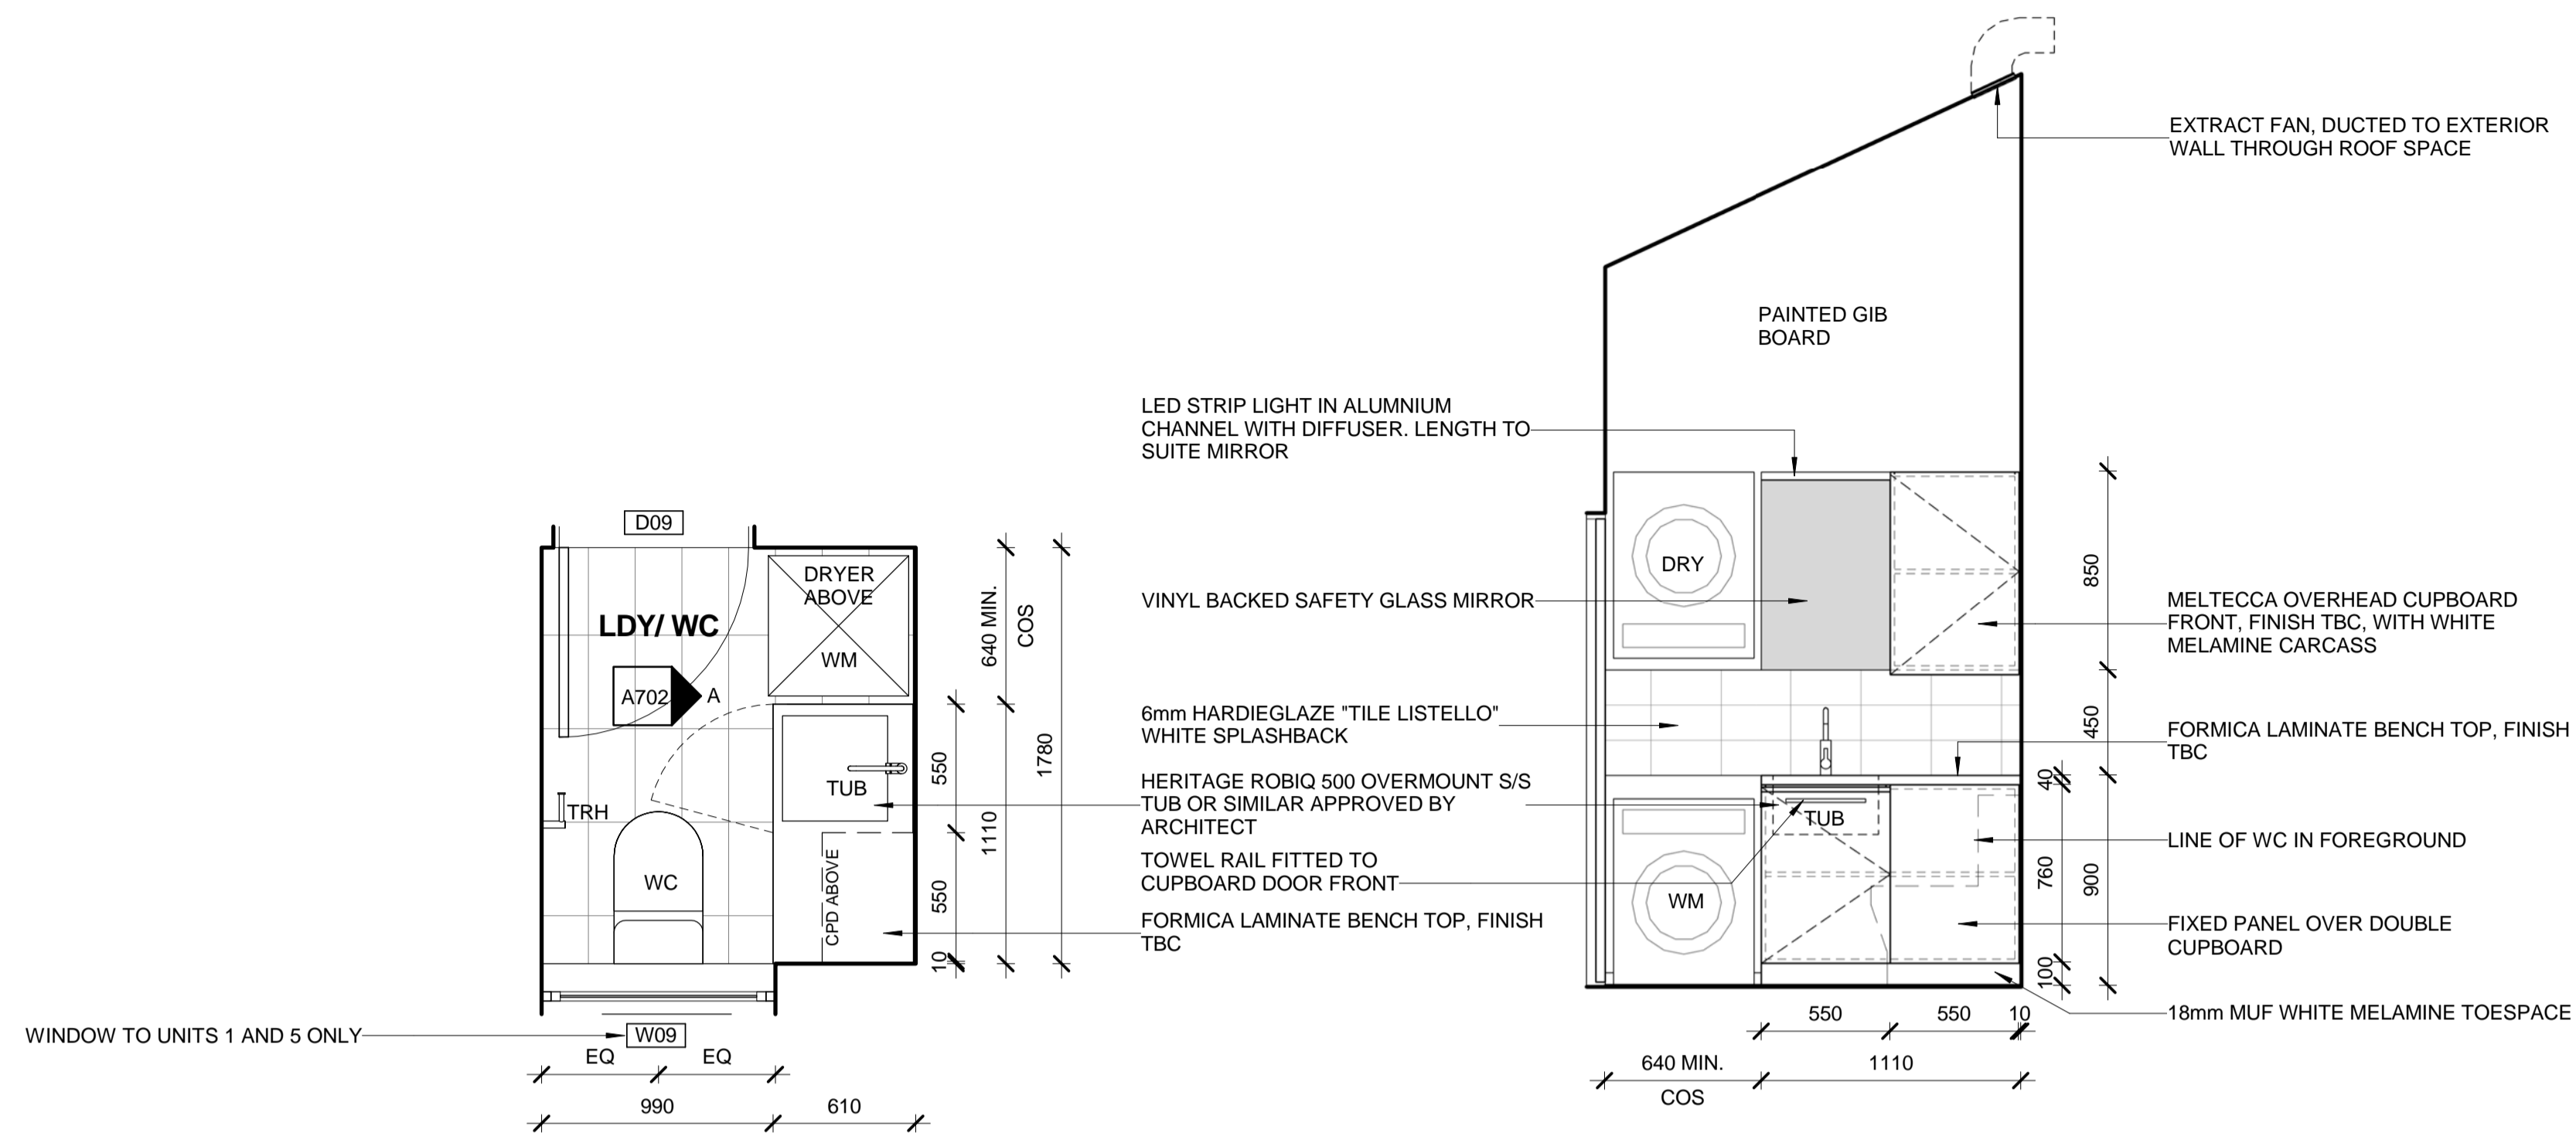 D09
DRYER
ABOVE
WM
LDY/ WC
A702
A
TRH
TUB
WC
CPD ABOVE
640 MIN.
COS
550
550
10
1110
1780
WINDOW TO UNITS 1 AND 5 ONLY
W09
EQ
EQ
990
610
EXTRACT FAN, DUCTED TO EXTERIOR
WALL THROUGH ROOF SPACE
PAINTED GIB
BOARD
LED STRIP LIGHT IN ALUMNIUM
CHANNEL WITH DIFFUSER. LENGTH TO
SUITE MIRROR
VINYL BACKED SAFETY GLASS MIRROR
6mm HARDIEGLAZE "TILE LISTELLO"
WHITE SPLASHBACK
HERITAGE ROBIQ 500 OVERMOUNT S/S
TUB OR SIMILAR APPROVED BY
ARCHITECT
TOWEL RAIL FITTED TO
CUPBOARD DOOR FRONT
FORMICA LAMINATE BENCH TOP, FINISH
TBC
DRY
WM
TUB
850
450
40
760
900
100
MELTECCA OVERHEAD CUPBOARD
FRONT, FINISH TBC, WITH WHITE
MELAMINE CARCASS
FORMICA LAMINATE BENCH TOP, FINISH
TBC
LINE OF WC IN FOREGROUND
FIXED PANEL OVER DOUBLE
CUPBOARD
18mm MUF WHITE MELAMINE TOESPACE
550
550
10
640 MIN.
COS
1110